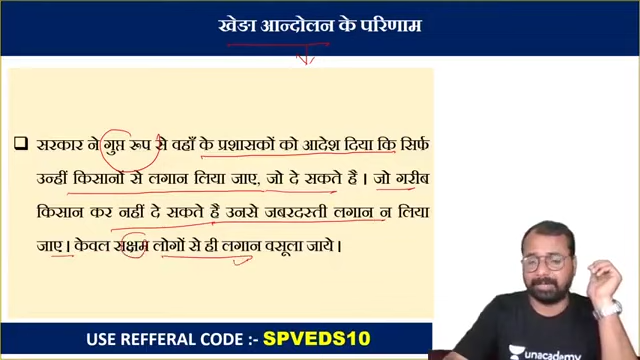 खेङा आन्दोलन के परिणाम
सरकार ने गुप्त रूप से वहाँ के प्रशासकों को आदेश दिया कि सिर्फ
उन्हीं किसानों से लगान लिया जाए, जो दे सकते है। जो गरीब
किसान कर नहीं दे सकते है उनसे जबरदस्ती लगान न लिया
जाए। केवल सक्षम लोगों से ही लगान वसूला जाये।
unacademy
USE REFFERAL CODE :- SPVEDS10